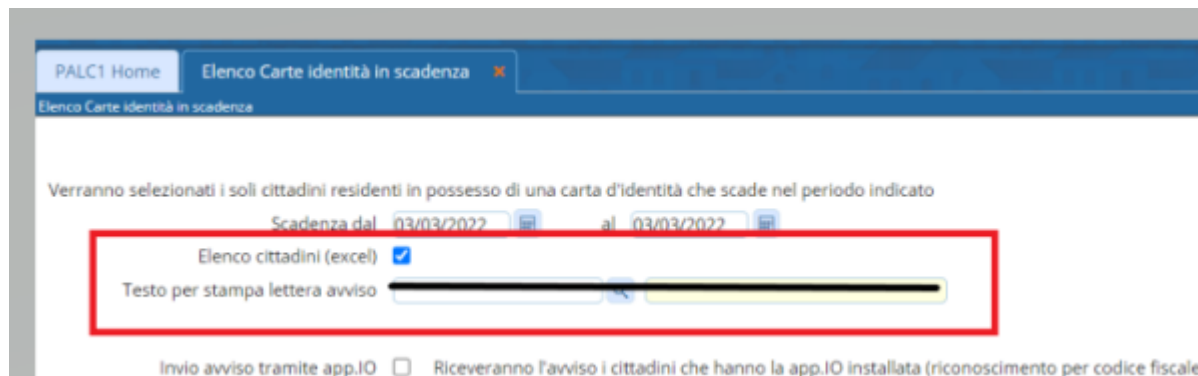 PALC1 Home Elenco Carte identità in scadenza ×
Elenco Carte identità in scadenza
Verranno selezionati i soli cittadini residenti in possesso di una carta d'identità che scade nel periodo indicato
Scadenza dal 03/03/2022 al 03/03/2022
Elenco cittadini (excel)
Testo per stampa lettera avviso
Invio avviso tramite app.IO Riceveranno l'avviso i cittadini che hanno la app.IO installata (riconoscimento per codice fiscale